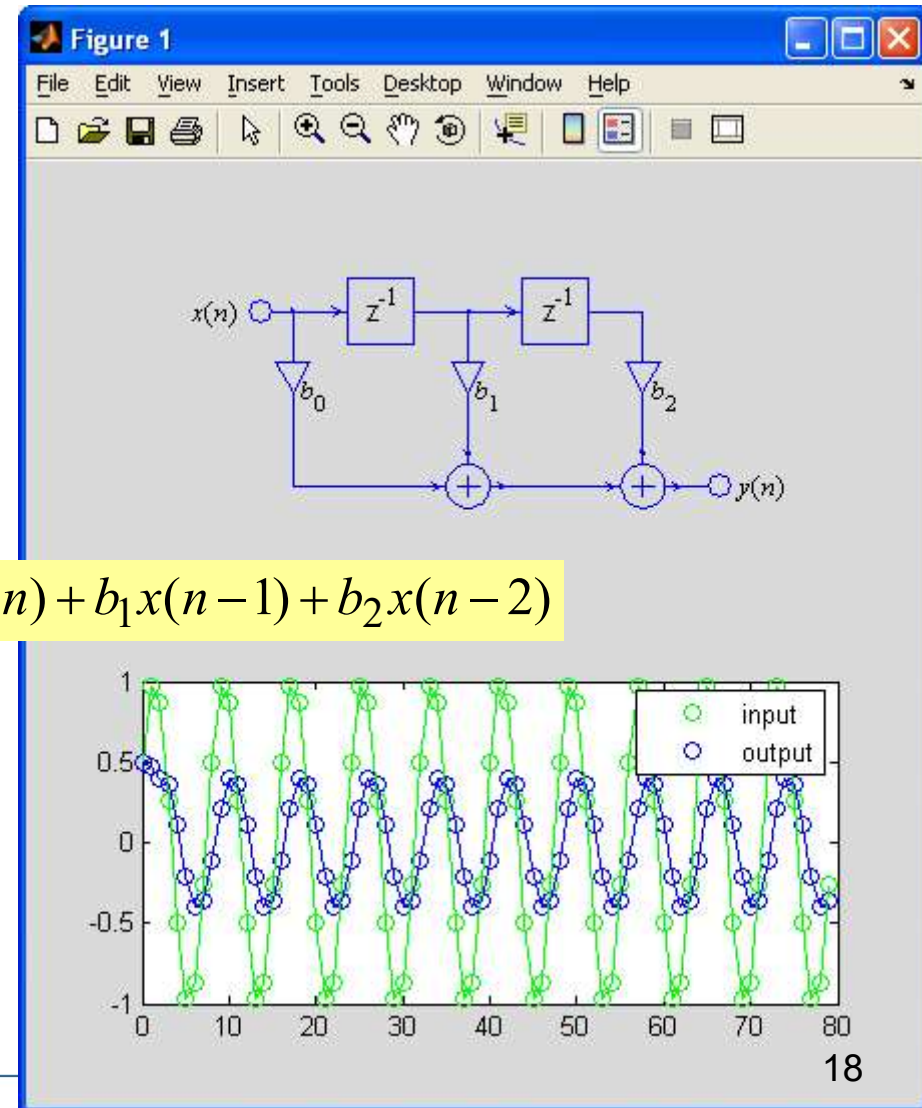 Figure 1
File Edit View Insert Tools Desktop Window Help
x(n) z⁻¹ z⁻¹
b₀ b₁ b₂
+ + y(n)
n) + b₁x(n − 1) + b₂x(n − 2)
1
0.5
0
-0.5
-1
input
output
0 10 20 30 40 50 60 70 80
18